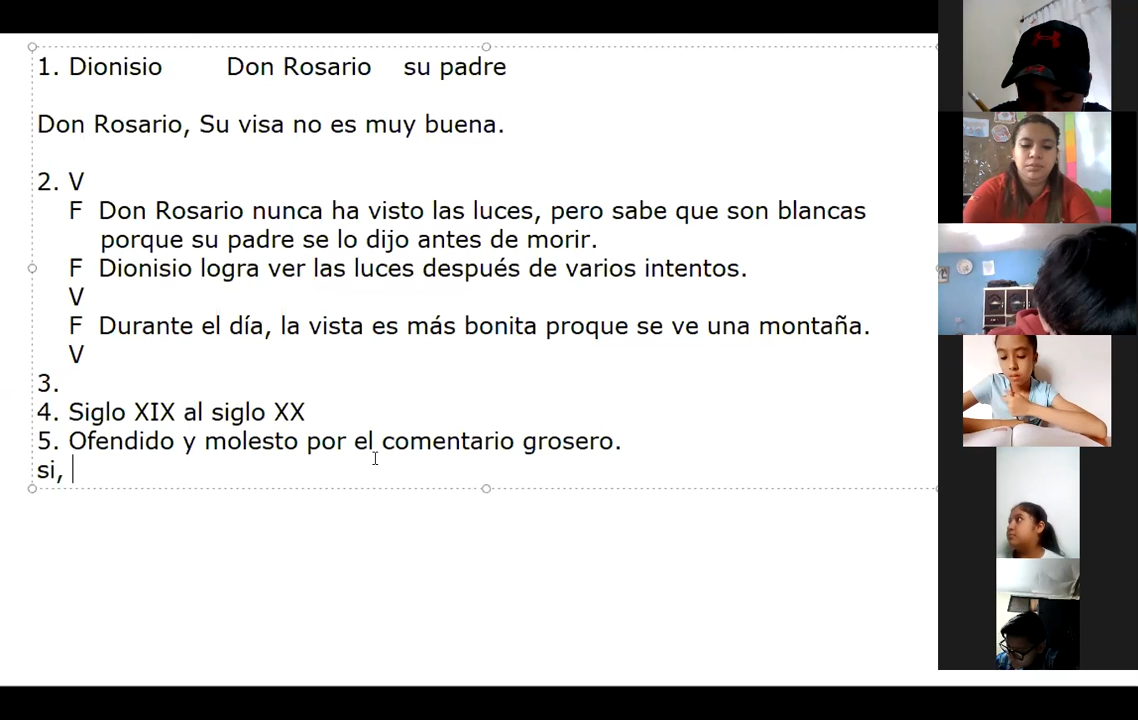 1. Dionisio Don Rosario su padre
Don Rosario, Su visa no es muy buena.
2. V
F Don Rosario nunca ha visto las luces, pero sabe que son blancas
porque su padre se lo dijo antes de morir.
F Dionisio logra ver las luces después de varios intentos.
V
F Durante el día, la vista es más bonita proque se ve una montaña.
V
3.
4. Siglo XIX al siglo XX
5. Ofendido y molesto por el comentario grosero.
si,